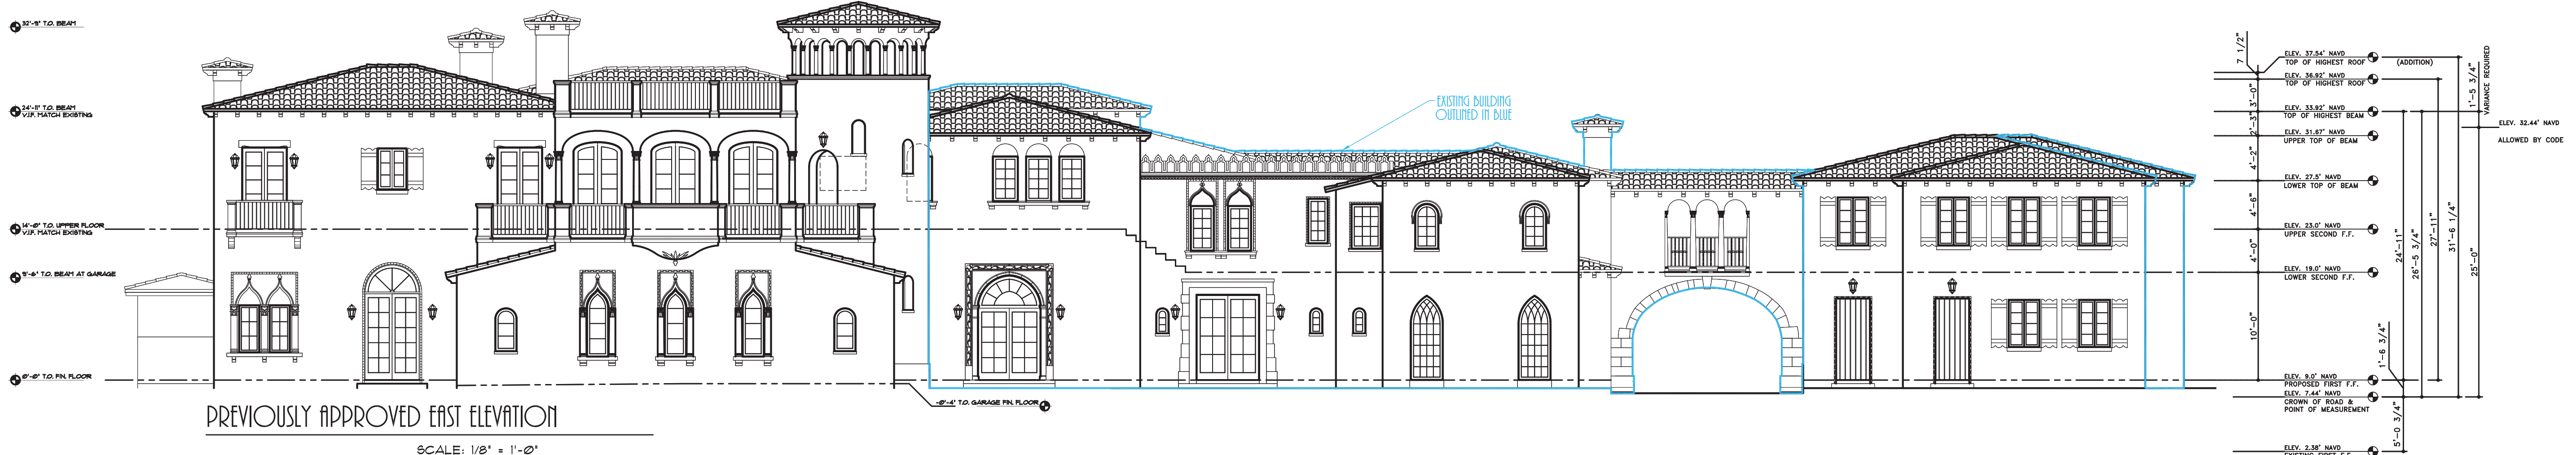 32'-5" T.O. BEAM
24'-11" T.O. BEAM
V.I.F. MATCH EXISTING
14'-0" T.O. UPPER FLOOR
V.I.F. MATCH EXISTING
T.O. BEAM AT GARAGE
0'-0" T.O. FIN. FLOOR
-0'-4" T.O. GARAGE FIN. FLOOR
EXISTING BUILDING
OUTLINED IN BLUE
PREVIOUSLY APPROVED EAST ELEVATION
SCALE: 1/8" = 1'-0"
7 1/2"
3'-0"
2'-3"
4'-2"
4'-6"
4'-0"
10'-0"
ELEV. 37.54' NAVD
TOP OF HIGHEST ROOF
(ADDITION)
ELEV. 36.92' NAVD
TOP OF HIGHEST ROOF
ELEV. 33.92' NAVD
TOP OF HIGHEST BEAM
ELEV. 31.67' NAVD
UPPER TOP OF BEAM
ELEV. 27.5' NAVD
LOWER TOP OF BEAM
ELEV. 23.0' NAVD
UPPER SECOND F.F.
ELEV. 19.0' NAVD
LOWER SECOND F.F.
ELEV. 9.0' NAVD
PROPOSED FIRST F.F.
ELEV. 7.44' NAVD
CROWN OF ROAD &
POINT OF MEASUREMENT
ELEV. 2.38' NAVD
EXISTING FIRST F.F.
1'-6 3/4"
5'-0 3/4"
24'-11"
26'-5 3/4"
27'-11"
31'-6 1/4"
25'-0"
1'-5 3/4"
VARIANCE REQUIRED
ELEV. 32.44' NAVD
ALLOWED BY CODE